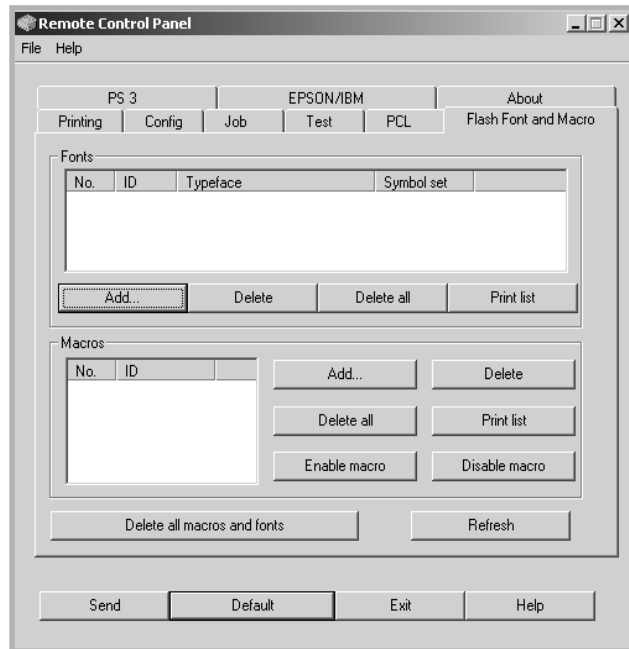 Remote Control Panel
File Help
PS 3 EPSON/IBM About
Printing Config Job Test PCL Flash Font and Macro
Fonts
No. ID Typeface Symbol set
Add... Delete Delete all Print list
Macros
No. ID
Add... Delete
Delete all Print list
Enable macro Disable macro
Delete all macros and fonts Refresh
Send Default Exit Help